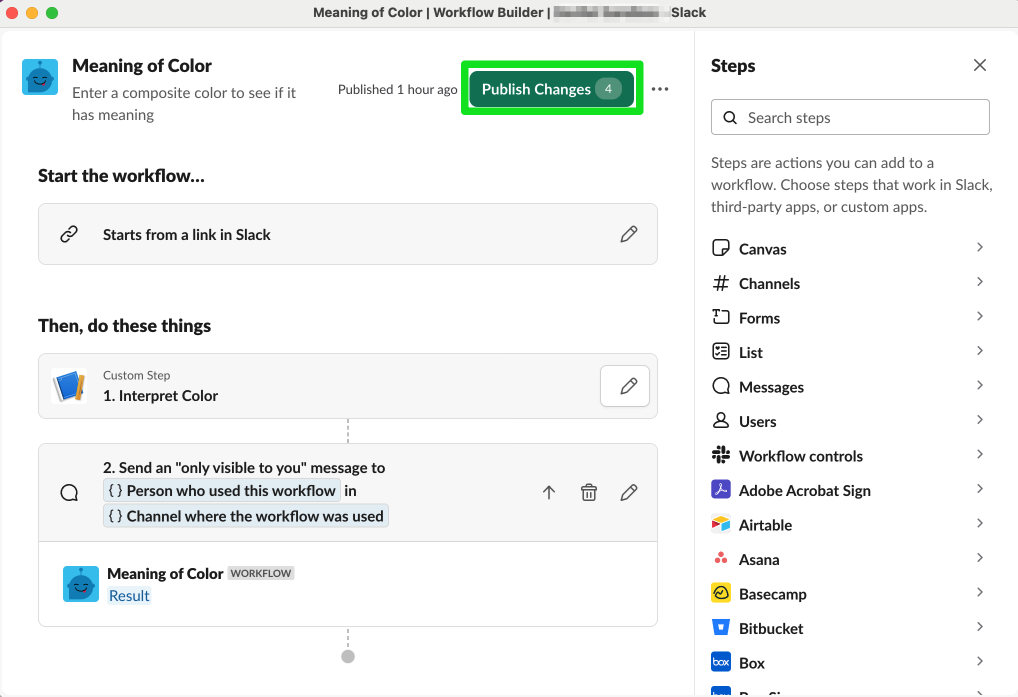 Meaning of Color | Workflow Builder | Slack
Meaning of Color
Enter a composite color to see if it
has meaning
Published 1 hour ago
Publish Changes 4
Start the workflow...
Starts from a link in Slack
Then, do these things
Custom Step
1. Interpret Color
2. Send an "only visible to you" message to
{ } Person who used this workflow in
{ } Channel where the workflow was used
Meaning of Color WORKFLOW
Result
Steps
Search steps
Steps are actions you can add to a
workflow. Choose steps that work in Slack,
third-party apps, or custom apps.
Canvas
Channels
Forms
List
Messages
Users
Workflow controls
Adobe Acrobat Sign
Airtable
Asana
Basecamp
Bitbucket
box Box